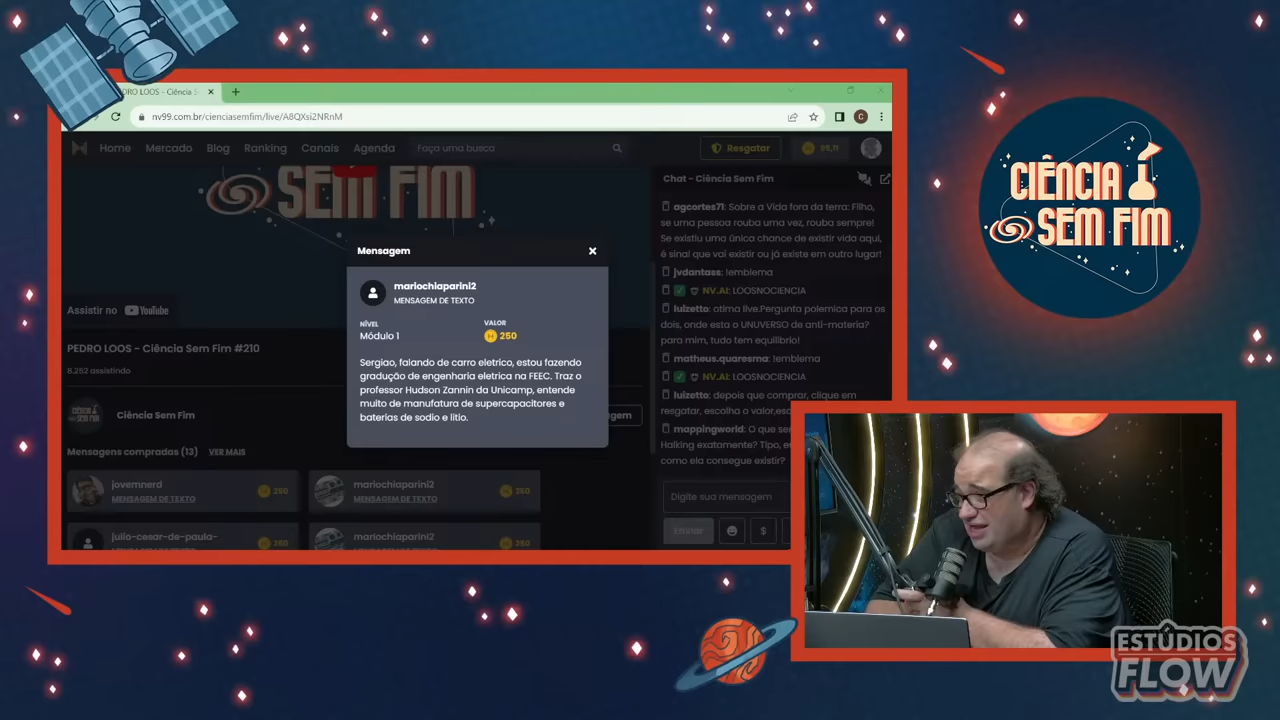 DRO LOOS - Ciência S
nv99.com.br/cienciasemfim/live/A8QXsi2NRnM
Home Mercado Blog Ranking Canais Agenda Faça uma busca Resgatar 95,11
SEM FIM
Assistir no YouTube
PEDRO LOOS - Ciência Sem Fim #210
8.252 assistindo
Ciência Sem Fim
Mensagens compradas (13) VER MAIS
jovemnerd
MENSAGEM DE TEXTO
250
mariochiaparini2
MENSAGEM DE TEXTO
250
julio-cesar-de-paula-
250
mariochiaparini2
250
Mensagem
mariochiaparini2
MENSAGEM DE TEXTO
NÍVEL
Módulo 1
VALOR
250
Sergiao, falando de carro eletrico, estou fazendo
gradução de engenharia eletrica na FEEC. Traz o
professor Hudson Zannin da Unicamp, entende
muito de manufatura de supercapacitores e
baterias de sodio e litio.
Chat - Ciência Sem Fim
agcortes71: Sobre a Vida fora da terra: Filho,
se uma pessoa rouba uma vez, rouba sempre!
Se existiu uma única chance de existir vida aqui,
é sinal que vai existir ou já existe em outro lugar!
jvdantass: !emblema
NV.AI: LOOSNOCIENCIA
luizetto: otima live.Pergunta polemica para os
dois, onde esta o UNIVERSO de anti-materia?
para mim, tudo tem equilibrio!
matheus.quaresma: !emblema
NV.AI: LOOSNOCIENCIA
luizetto: depois que comprar, clique em
resgatar, escolha o valor,esc
mappingworld: O que se
Halking exatamente? Tipo, e
como ela consegue existir?
Digite sua mensagem
Enviar
CIÊNCIA
SEM FIM
ESTÚDIOS
FLOW